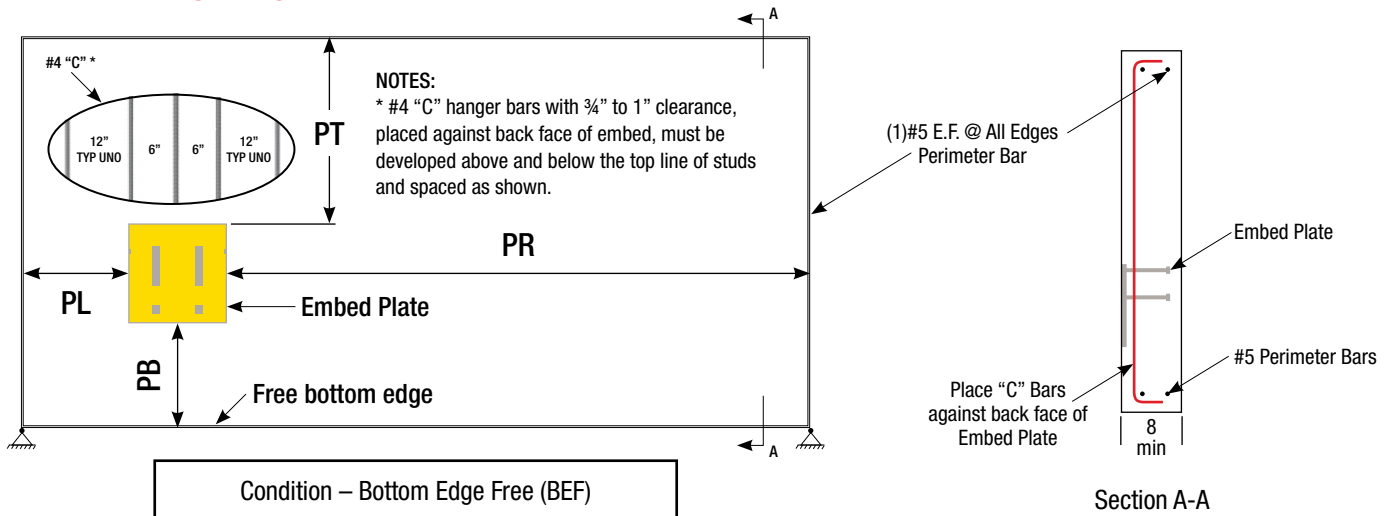 A
#4 “C” *
12”
TYP UNO
6”
6”
12”
TYP UNO
PT
NOTES:
* #4 “C” hanger bars with ¾” to 1” clearance,
placed against back face of embed, must be
developed above and below the top line of studs
and spaced as shown.
PR
PL
Embed Plate
PB
Free bottom edge
A
Condition – Bottom Edge Free (BEF)
(1)#5 E.F. @ All Edges
Perimeter Bar
Embed Plate
#5 Perimeter Bars
Place “C” Bars
against back face of
Embed Plate
8
min
Section A-A